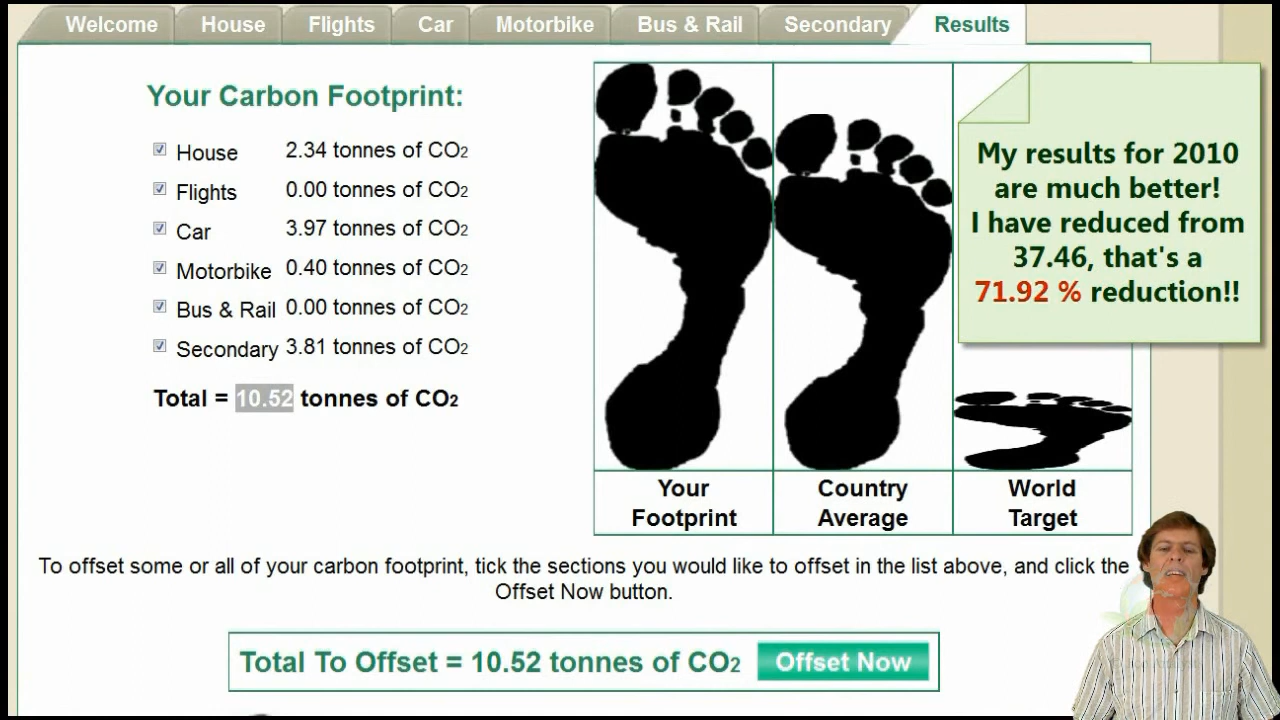 Welcome House Flights Car Motorbike Bus & Rail Secondary Results
Your Carbon Footprint:
House 2.34 tonnes of CO2
Flights 0.00 tonnes of CO2
Car 3.97 tonnes of CO2
Motorbike 0.40 tonnes of CO2
Bus & Rail 0.00 tonnes of CO2
Secondary 3.81 tonnes of CO2
Total = 10.52 tonnes of CO2
My results for 2010
are much better!
I have reduced from
37.46, that's a
71.92 % reduction!!
Your
Footprint
Country
Average
World
Target
To offset some or all of your carbon footprint, tick the sections you would like to offset in the list above, and click the
Offset Now button.
Total To Offset = 10.52 tonnes of CO2 Offset Now